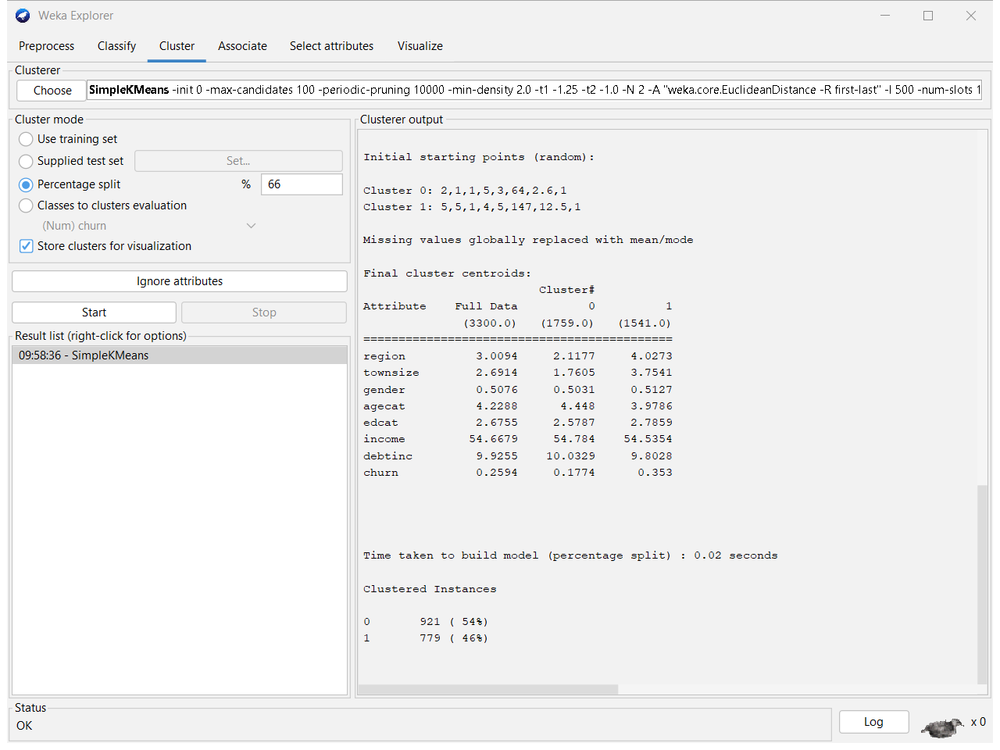 Weka Explorer
Preprocess Classify Cluster Associate Select attributes Visualize
Clusterer
Choose SimpleKMeans -init 0 -max-candidates 100 -periodic-pruning 10000 -min-density 2.0 -t1 -1.25 -t2 -1.0 -N 2 -A "weka.core.EuclideanDistance -R first-last" -I 500 -num-slots 1
Cluster mode
Use training set
Supplied test set Set...
Percentage split % 66
Classes to clusters evaluation
(Num) churn
Store clusters for visualization
Ignore attributes
Start Stop
Result list (right-click for options)
09:58:36 - SimpleKMeans
Clusterer output
Initial starting points (random):
Cluster 0: 2,1,1,5,3,64,2.6,1
Cluster 1: 5,5,1,4,5,147,12.5,1
Missing values globally replaced with mean/mode
Final cluster centroids:
Cluster#
Attribute Full Data 0 1
(3300.0) (1759.0) (1541.0)
============================================
region 3.0094 2.1177 4.0273
townsize 2.6914 1.7605 3.7541
gender 0.5076 0.5031 0.5127
agecat 4.2288 4.448 3.9786
edcat 2.6755 2.5787 2.7859
income 54.6679 54.784 54.5354
debtinc 9.9255 10.0329 9.8028
churn 0.2594 0.1774 0.353
Time taken to build model (percentage split) : 0.02 seconds
Clustered Instances
0 921 ( 54%)
1 779 ( 46%)
Status
OK
Log x 0